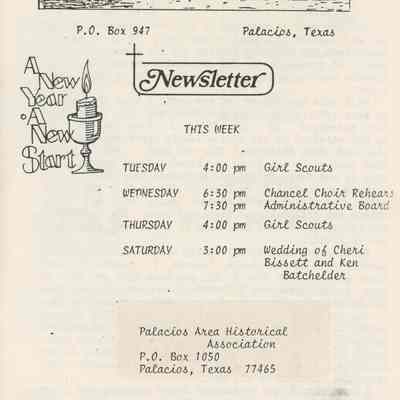 P.O. Box 947 Palacios, Texas
Newsletter
A
New
Year
A
New
Start
THIS WEEK
TUESDAY 4:00 pm Girl Scouts
WEDNESDAY 6:30 pm Chancel Choir Rehears
7:30 pm Administrative Board
THURSDAY 4:00 pm Girl Scouts
SATURDAY 3:00 pm Wedding of Cheri
Bissett and Ken
Batchelder
Palacios Area Historical
Association
P.O. Box 1050
Palacios, Texas 77465